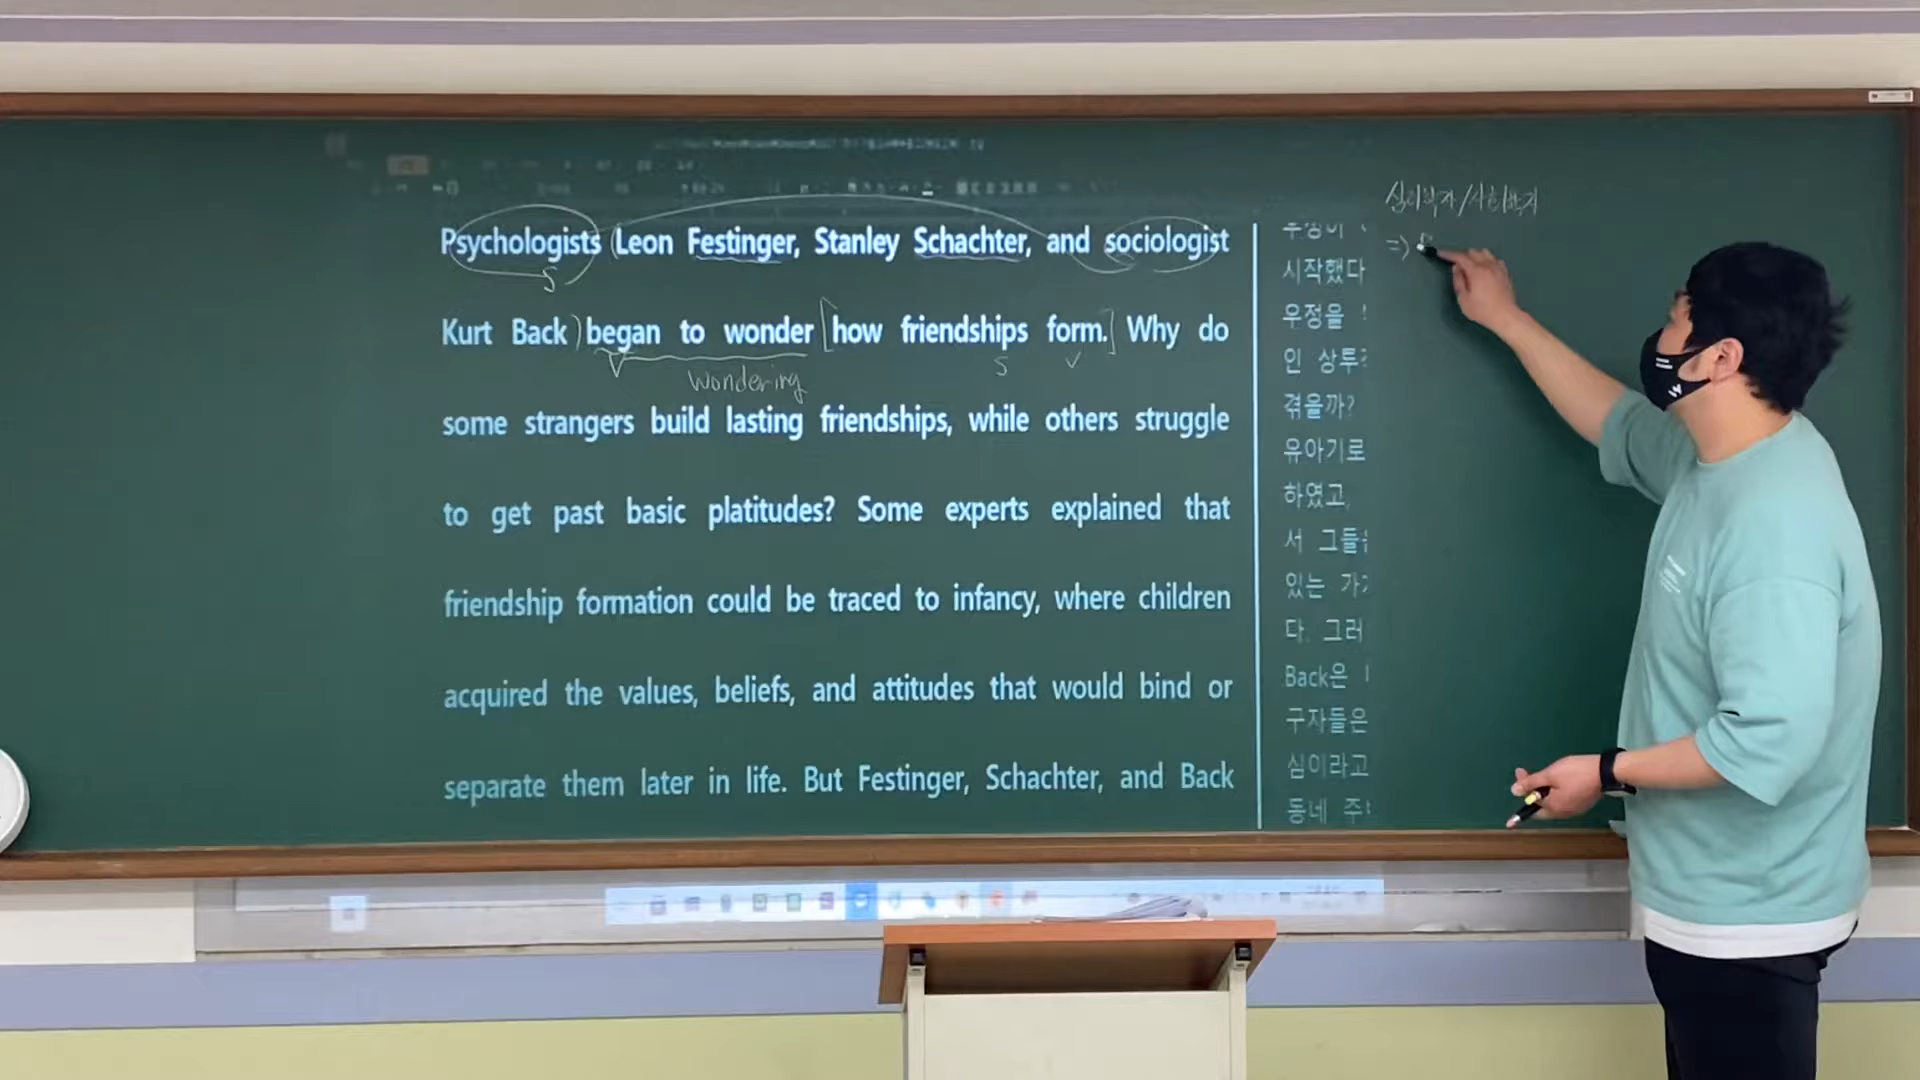 심리학자/사회학자
=>
Psychologists (Leon Festinger, Stanley Schachter, and sociologist
S
Kurt Back) began to wonder [how friendships form.] Why do
V wondering S V
some strangers build lasting friendships, while others struggle
to get past basic platitudes? Some experts explained that
friendship formation could be traced to infancy, where children
acquired the values, beliefs, and attitudes that would bind or
separate them later in life. But Festinger, Schachter, and Back
시작했다
우정을
인 상투
겪을까?
유아기로
하였고,
서 그들은
있는 가
다. 그러
Back은
구자들은
심이라고
동네 주